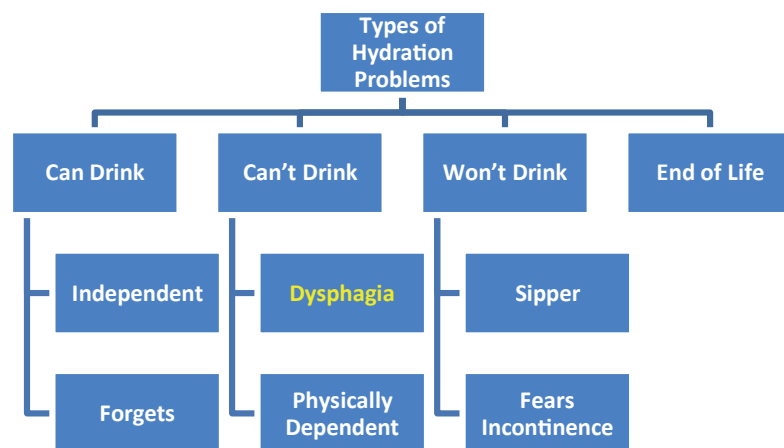 Types of
Hydration
Problems
Can Drink
Can’t Drink
Won’t Drink
End of Life
Independent
Dysphagia
Sipper
Forgets
Physically
Dependent
Fears
Incontinence